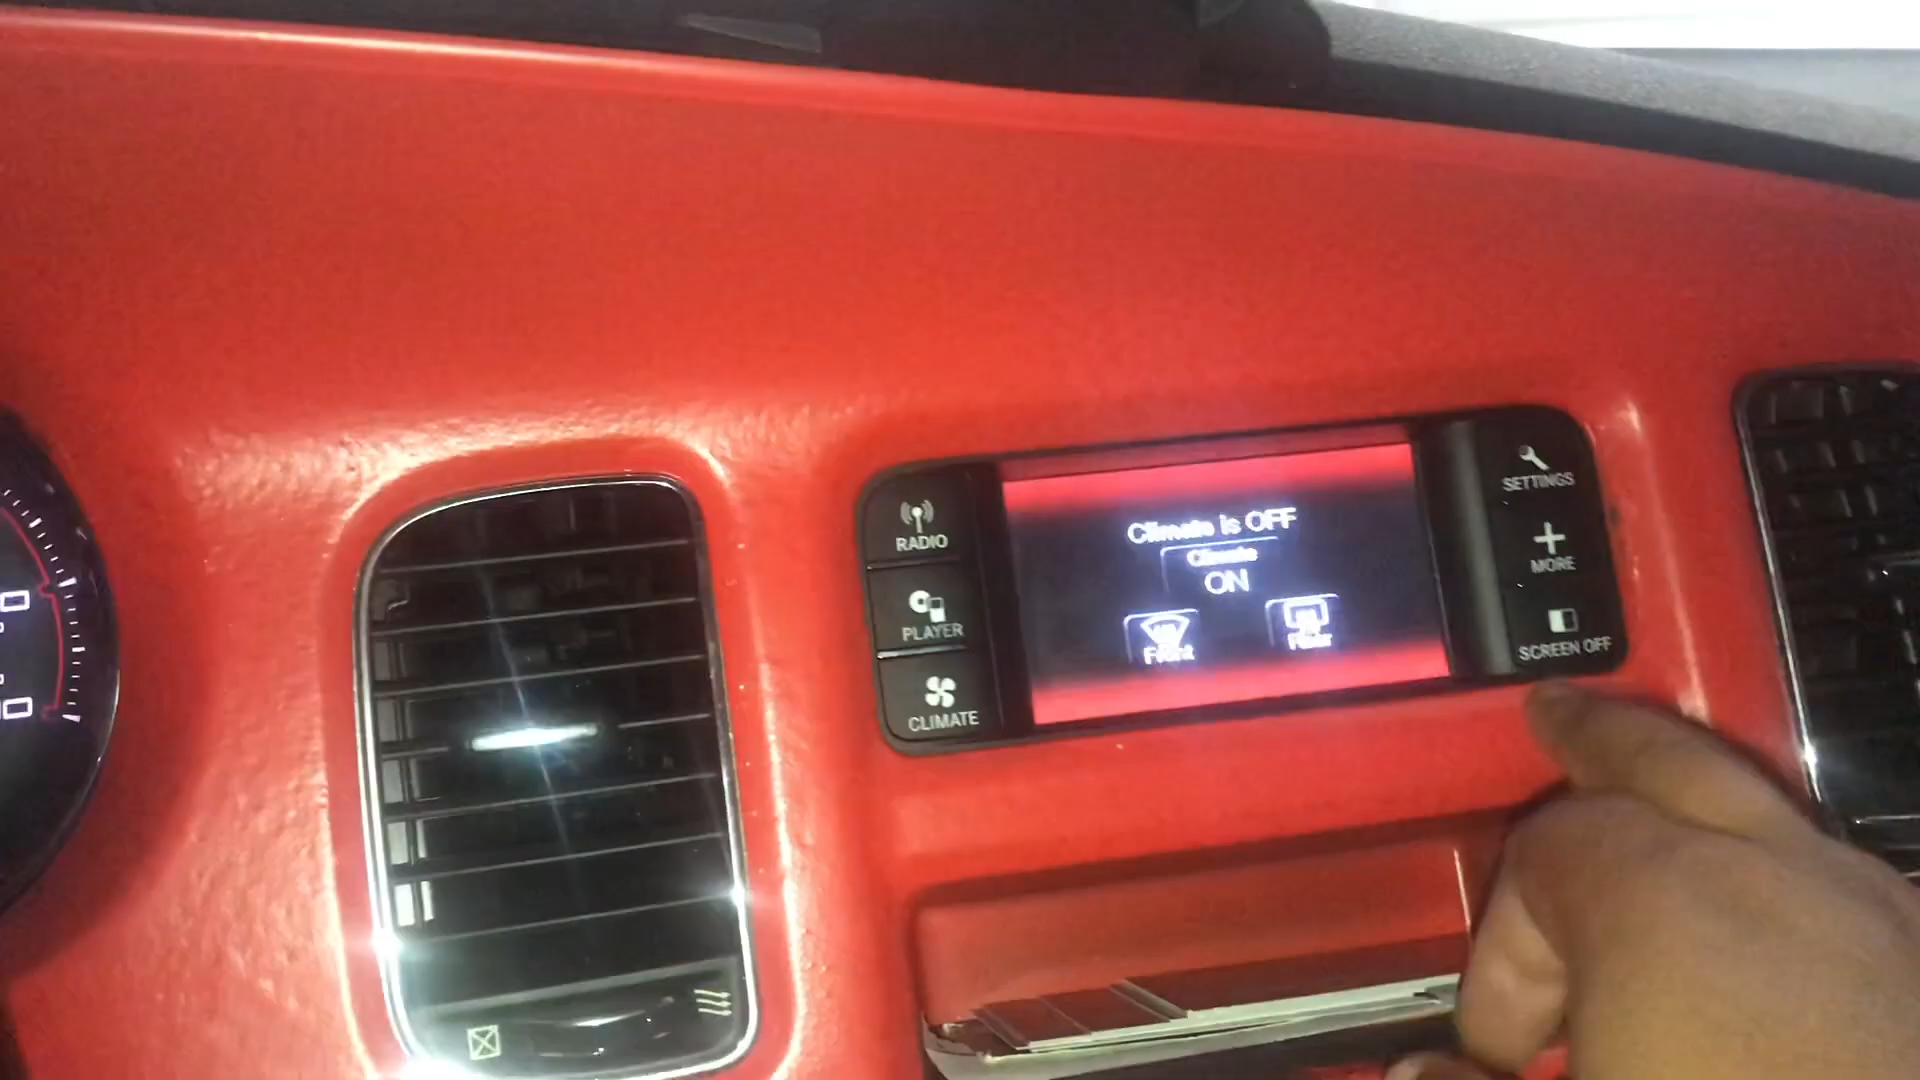 RADIO
PLAYER
CLIMATE
Climate is OFF
Climate
ON
Front
Rear
SETTINGS
MORE
SCREEN OFF